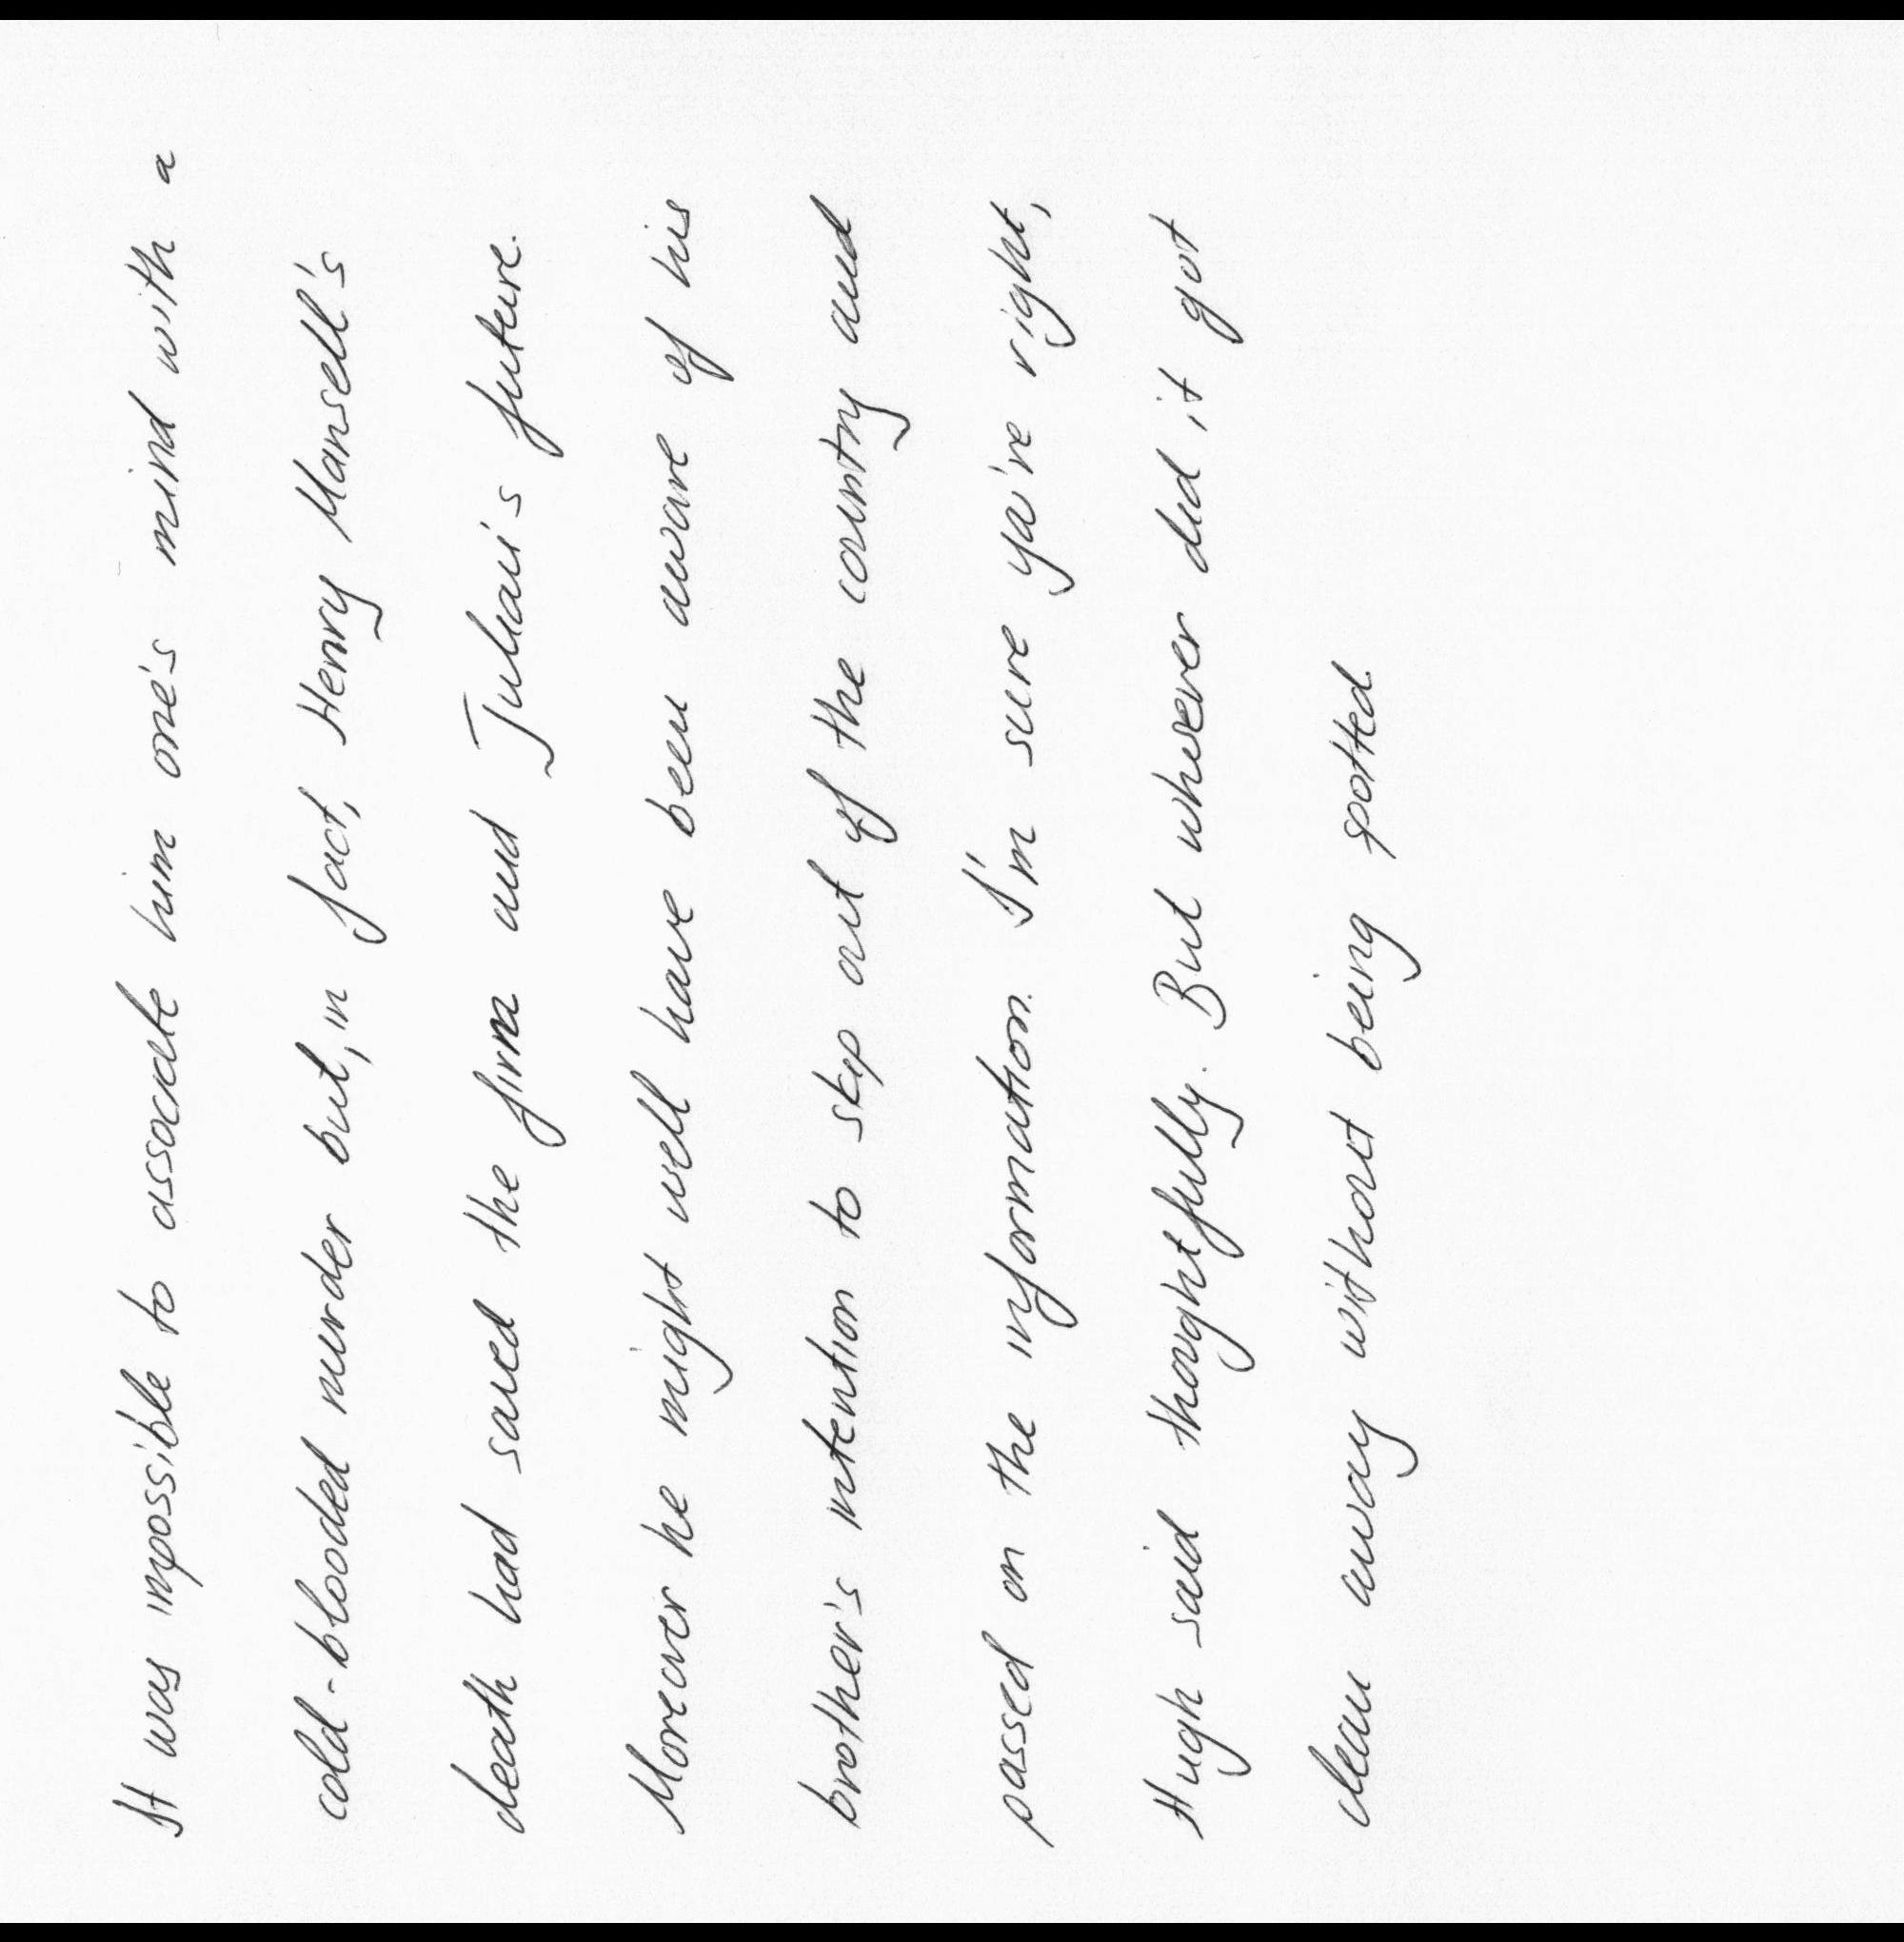 It was impossible to associate him one's mind with a
cold-blooded murder but, in fact, Henry Mansell's
death had saved the firm and Julian's future.
Moreover he might well have been aware of his
brother's intention to skip out of the country and
passed on the information. I'm sure you're right,
Hugh said thoughtfully. But whoever did it got
clean away without being spotted.